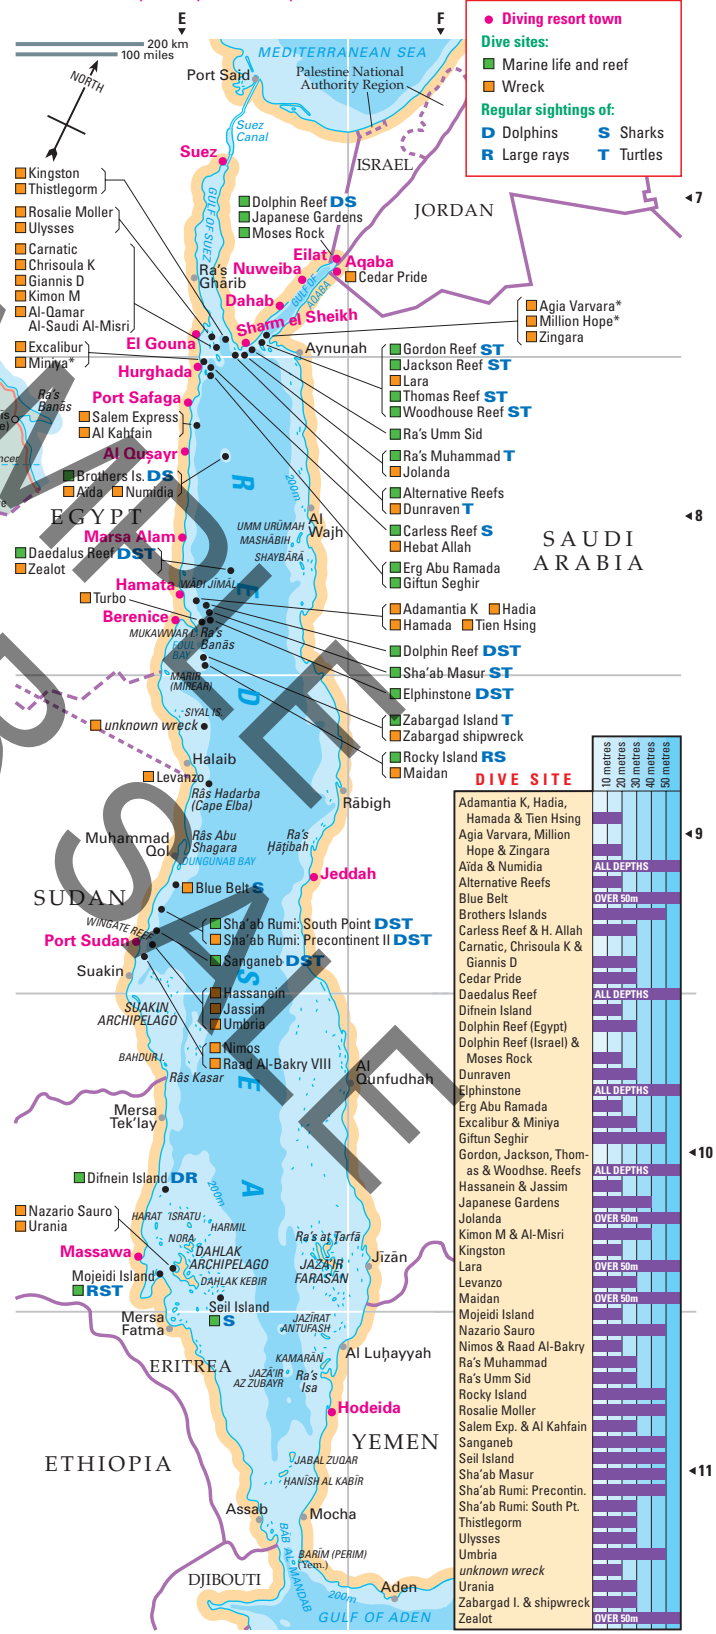 E
F
200 km
100 miles
NORTH
MEDITERRANEAN SEA
Port Said
Palestine National
Authority Region
Suez
Canal
Suez
ISRAEL
JORDAN
Diving resort town
Dive sites:
Marine life and reef
Wreck
Regular sightings of:
D Dolphins S Sharks
R Large rays T Turtles
7
Kingston
Thistlegorm
Rosalie Moller
Ulysses
Carnatic
Chrisoula K
Giannis D
Kimon M
Al-Qamar
Al-Saudi Al-Misri
Excalibur
Miniya*
GULF OF SUEZ
Dolphin Reef DS
Japanese Gardens
Moses Rock
Eilat
Aqaba
Nuweiba
Cedar Pride
Ra's
Ghārib
GULF OF
AQABA
Dahab
Sharm el Sheikh
El Gouna
Aynunah
Agia Varvara*
Million Hope*
Zingara
Hurghada
Gordon Reef ST
Jackson Reef ST
Lara
Thomas Reef ST
Woodhouse Reef ST
Ra's
Banās
Port Safaga
Salem Express
Al Kahfain
Ra's Umm Sid
Al Quşayr
Ra's Muhammad T
Jolanda
Brothers Is. DS
Aïda Numidia
200m
Alternative Reefs
Dunraven T
EGYPT
R
E
D
S
E
A
UMM URŪMAH
MASHĀBIH
SHAYBĀRĀ
Al
Wajh
8
Marsa Alam
Carless Reef S
Hebat Allah
SAUDI
ARABIA
Daedalus Reef DST
Zealot
Erg Abu Ramada
Giftun Seghir
Hamata
WĀDĪ JĪMĀL
Turbo
Berenice
Adamantia K Hadia
Hamada Tien Hsing
MUKAWWAR I.
Ra's
Banās
FOUL
BAY
Dolphin Reef DST
Sha'ab Masur ST
MARIR
(MIREAR)
Elphinstone DST
SIYAL IS.
unknown wreck
Zabargad Island T
Zabargad shipwreck
Halaib
Rocky Island RS
Maidan
Levanzo
Râs Hadarba
(Cape Elba)
Rābigh
Muhammad
Qol
Râs Abu
Shagara
Ra's
Ḥāţibah
9
DUNGUNAB BAY
Jeddah
SUDAN
Blue Belt S
WINGATE REEF
Sha'ab Rumi: South Point DST
Sha'ab Rumi: Precontinent II DST
Port Sudan
Sanganeb DST
Suakin
Hassanein
Jassim
Umbria
SUAKIN
ARCHIPELAGO
Nimos
Raad Al-Bakry VIII
BAHDUR I.
Râs Kasar
Al
Qunfudhah
Mersa
Tek'lay
10
Difnein Island DR
200m
Nazario Sauro
Urania
HARAT
ISRATU
HARMIL
NORA
Ra's at Tarfā
Massawa
DAHLAK
ARCHIPELAGO
JAZĀ'IR
FARASĀN
Jīzān
Mojeidi Island
RST
DAHLAK KEBIR
Seil Island
S
Mersa
Fatma
JAZĪRAT
ANTUFASH
ERITREA
KAMARĀN
Al Luḩayyah
JAZĀ'IR
AZ ZUBAYR
Ra's
Isa
Hodeida
ETHIOPIA
YEMEN
JABAL ZUQAR
ḤANĪSH AL KABĪR
11
Assab
Mocha
BĀB AL-MANDAB
BARĪM (PERIM)
(Yem.)
DJIBOUTI
Aden
200m
GULF OF ADEN
DIVE SITE
10 metres
20 metres
30 metres
40 metres
50 metres
Adamantia K, Hadia,
Hamada & Tien Hsing
Agia Varvara, Million
Hope & Zingara
Aïda & Numidia ALL DEPTHS
Alternative Reefs
Blue Belt OVER 50m
Brothers Islands
Carless Reef & H. Allah
Carnatic, Chrisoula K &
Giannis D
Cedar Pride
Daedalus Reef ALL DEPTHS
Difnein Island
Dolphin Reef (Egypt)
Dolphin Reef (Israel) &
Moses Rock
Dunraven
Elphinstone ALL DEPTHS
Erg Abu Ramada
Excalibur & Miniya
Giftun Seghir
Gordon, Jackson, Thom-
as & Woodhse. Reefs ALL DEPTHS
Hassanein & Jassim
Japanese Gardens
Jolanda OVER 50m
Kimon M & Al-Misri
Kingston
Lara OVER 50m
Levanzo
Maidan OVER 50m
Mojeidi Island
Nazario Sauro
Nimos & Raad Al-Bakry
Ra's Muhammad
Ra's Umm Sid
Rocky Island
Rosalie Moller
Salem Exp. & Al Kahfain
Sanganeb
Seil Island
Sha'ab Masur
Sha'ab Rumi: Precontin.
Sha'ab Rumi: South Pt.
Thistlegorm
Ulysses
Umbria
unknown wreck
Urania
Zabargad I. & shipwreck
Zealot OVER 50m
SAMPLE